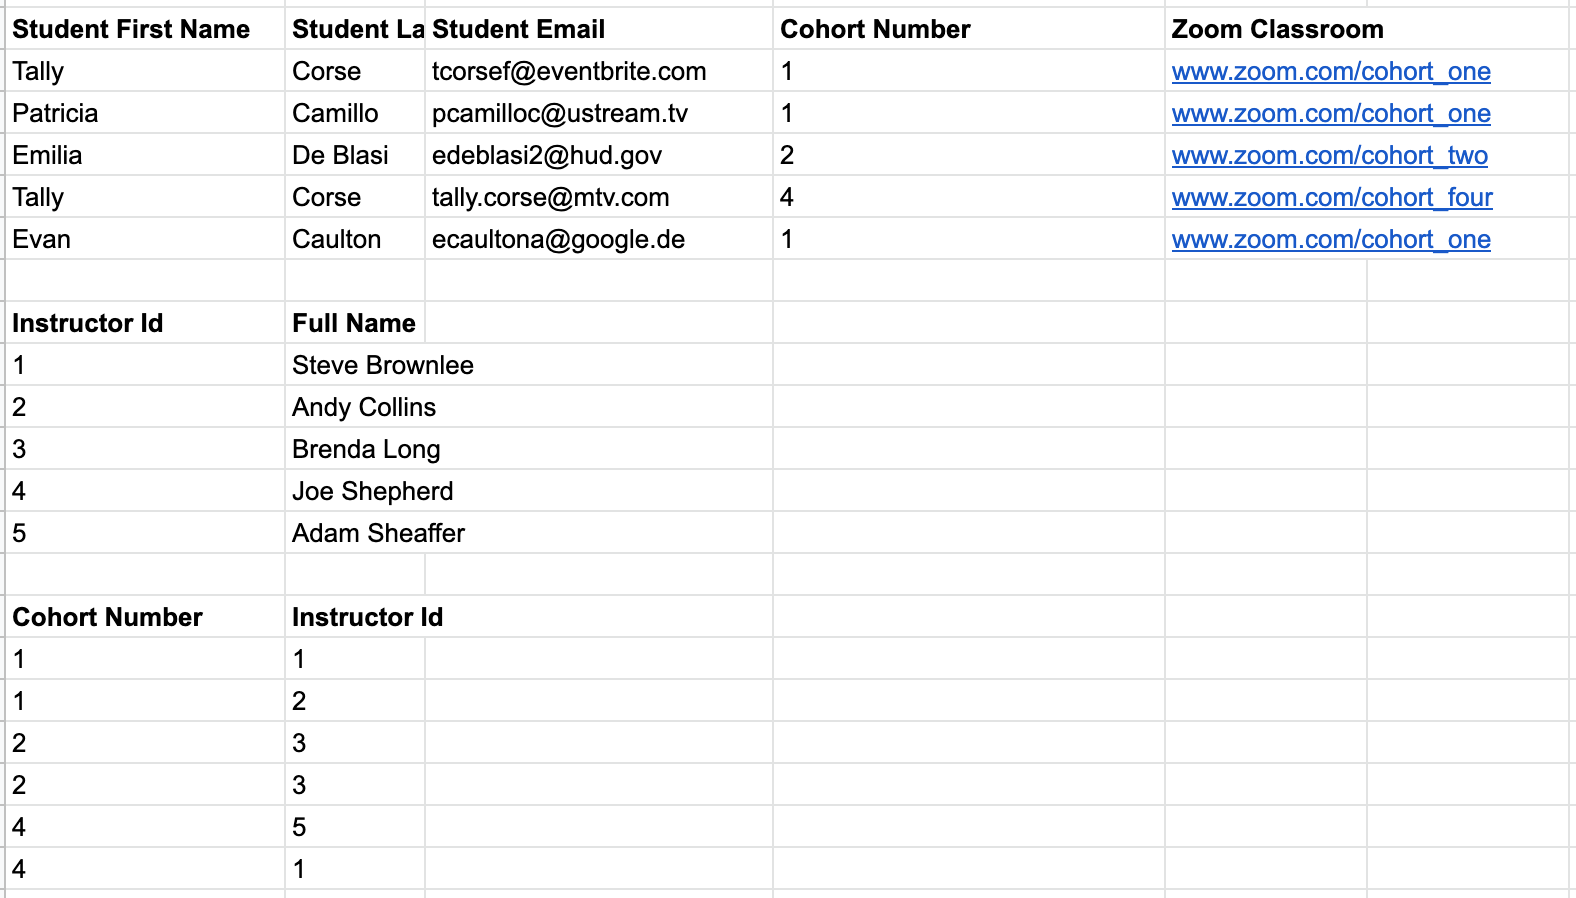 Student First Name Student La Student Email Cohort Number Zoom Classroom
Tally Corse tcorsef@eventbrite.com 1 www.zoom.com/cohort_one
Patricia Camillo pcamilloc@ustream.tv 1 www.zoom.com/cohort_one
Emilia De Blasi edeblasi2@hud.gov 2 www.zoom.com/cohort_two
Tally Corse tally.corse@mtv.com 4 www.zoom.com/cohort_four
Evan Caulton ecaultona@google.de 1 www.zoom.com/cohort_one
Instructor Id Full Name
1 Steve Brownlee
2 Andy Collins
3 Brenda Long
4 Joe Shepherd
5 Adam Sheaffer
Cohort Number Instructor Id
1 1
1 2
2 3
2 3
4 5
4 1